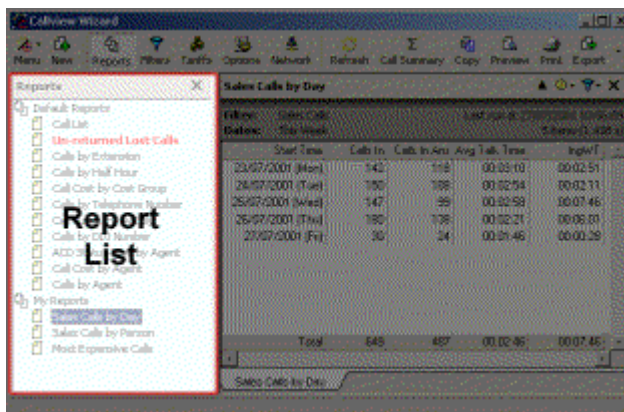 Callview Wizard
Menu New Reports Filters Tariffs Options Network Refresh Call Summary Copy Preview Print Export
Reports
Default Reports
Call List
Un-returned Lost Calls
Calls by Extension
Calls by Half Hour
Call Cost by Cost Group
Calls by Telephone Number
Calls by DDI Number
by Agent
Call Cost by Agent
Calls by Agent
My Reports
Sales Calls by Day
Sales Calls by Person
Most Expensive Calls
Report
List
Sales Calls by Day
Filter: Sales Calls
Dates: This Week
Start Time Calls In Calls In Ans Avg Talk Time
23/07/2001 (Mon) 142 118 00:03:10 00:02:51
24/07/2001 (Tue) 150 108 00:02:54 00:02:11
25/07/2001 (Wed) 147 99 00:02:58 00:07:46
26/07/2001 (Thu) 180 138 00:02:21 00:06:03
27/07/2001 (Fri) 24 00:01:46 00:00:28
Total 649 487 00:02:46 00:07:46
Sales Calls by Day